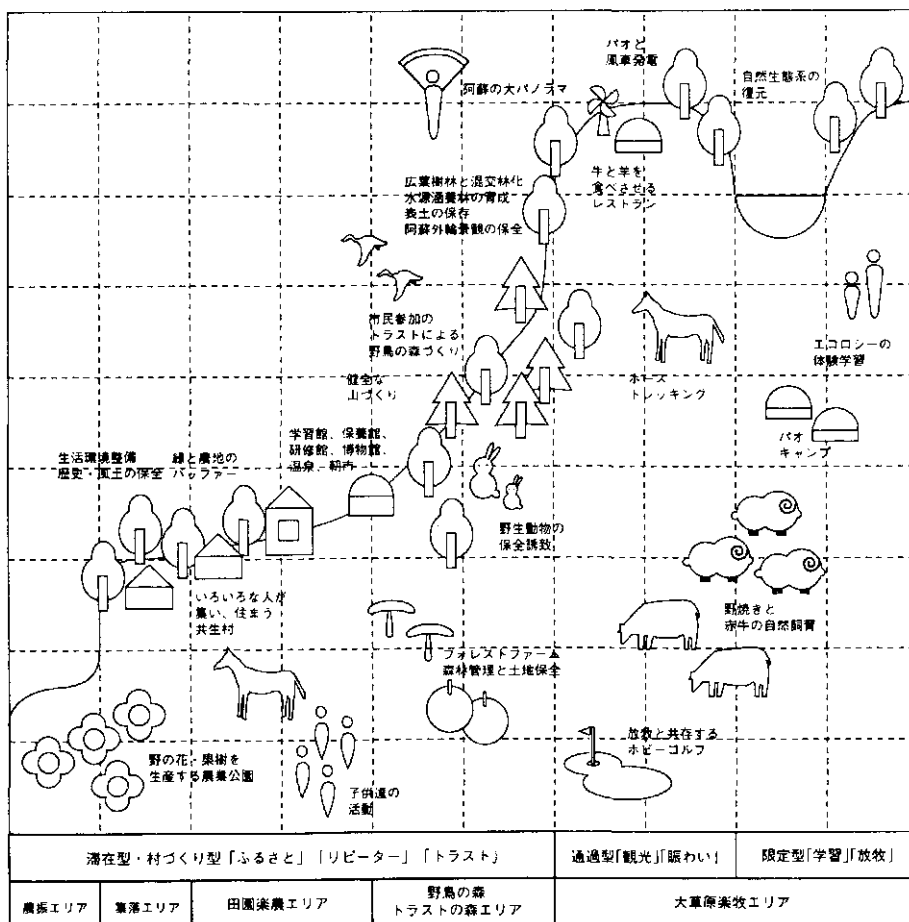 パオと
風車発電
阿蘇の大パノラマ
自然生態系の
復元
牛と羊を
食べさせる
レストラン
広葉樹林と混交林化
水源涵養林の育成
表土の保存
阿蘇外輪景観の保全
市民参加の
トラストによる
野鳥の森づくり
エコロジーの
体験学習
健全な
山づくり
ホース
トレッキング
学習館、保養館、
研修館、博物館、
温泉、朝市
パオ
キャンプ
生活環境整備
歴史・風土の保全
緑と農地の
バッファー
野生動物の
保全誘致
いろいろな人が
集い、住まう
共生村
野焼きと
赤牛の自然飼育
フォレストファーム
森林管理と土地保全
放牧と共存する
ホビーゴルフ
野の花・果樹を
生産する農業公園
子供達の
活動
滞在型・村づくり型「ふるさと」「リピーター」「トラスト」
通過型「観光」「賑わい」
限定型「学習」「放牧」
農振エリア
集落エリア
田園楽農エリア
野鳥の森
トラストの森エリア
大草原楽牧エリア